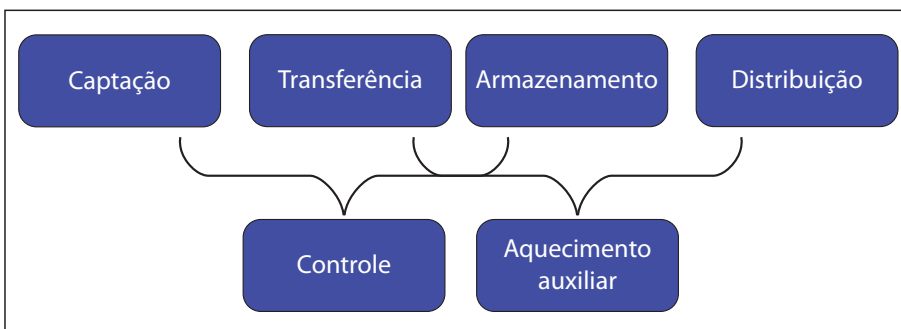 Captação
Transferência
Armazenamento
Distribuição
Controle
Aquecimento
auxiliar